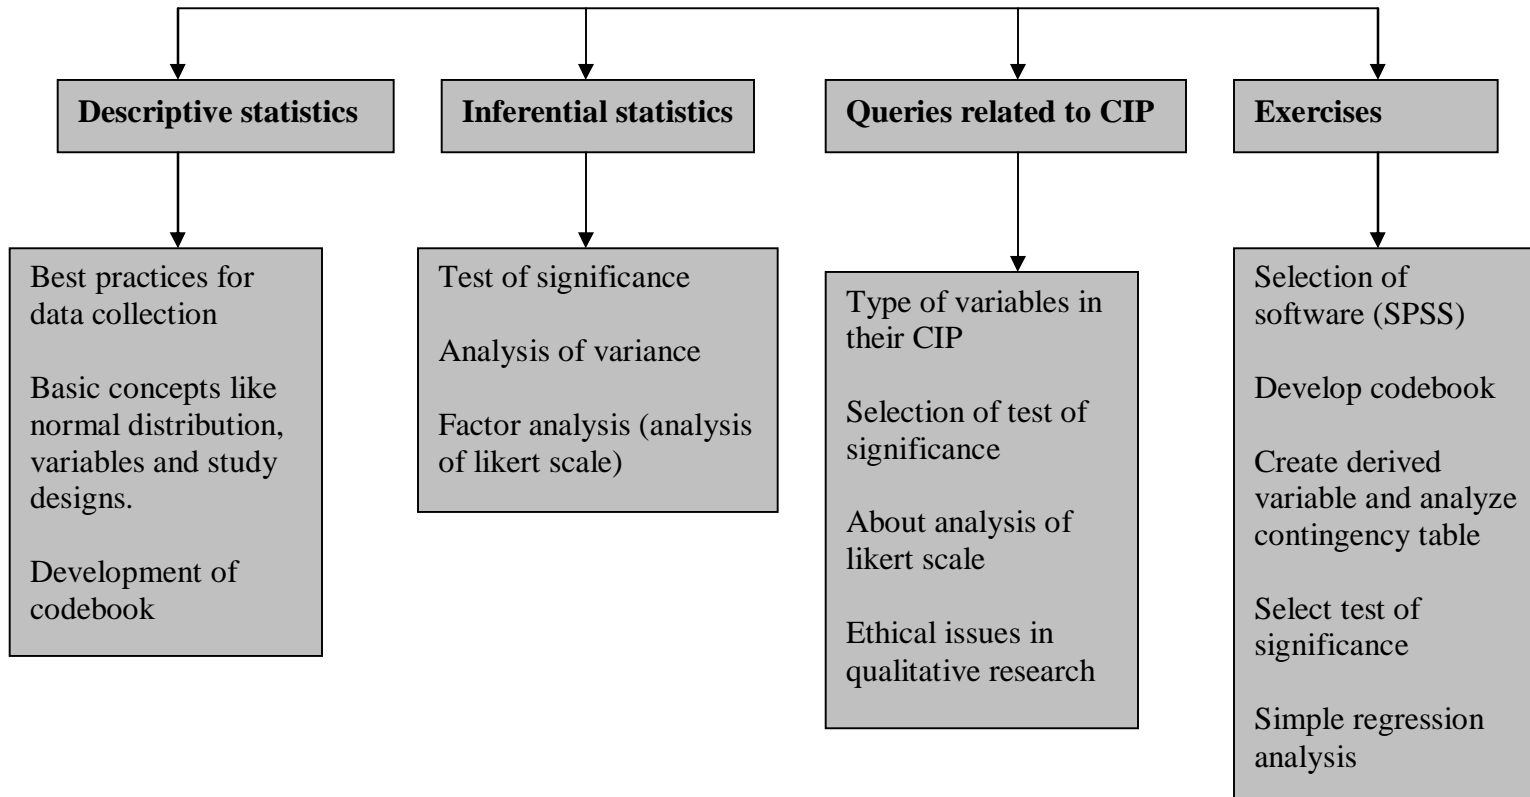 Descriptive statistics
Inferential statistics
Queries related to CIP
Exercises
Best practices for
data collection
Basic concepts like
normal distribution,
variables and study
designs.
Development of
codebook
Test of significance
Analysis of variance
Factor analysis (analysis
of likert scale)
Type of variables in
their CIP
Selection of test of
significance
About analysis of
likert scale
Ethical issues in
qualitative research
Selection of
software (SPSS)
Develop codebook
Create derived
variable and analyze
contingency table
Select test of
significance
Simple regression
analysis